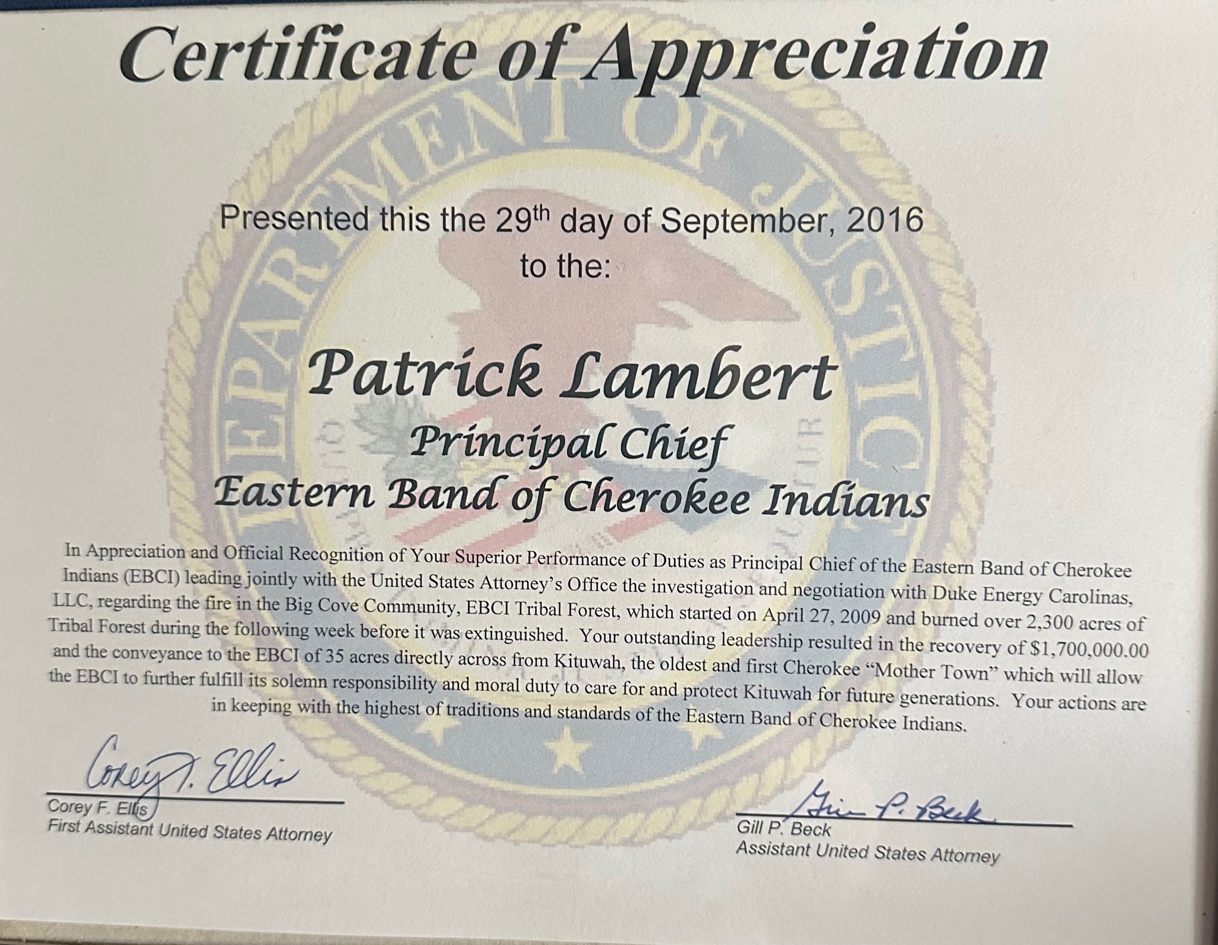 Certificate of Appreciation
DEPARTMENT OF JUSTICE
Presented this the 29th day of September, 2016
to the:
Patrick Lambert
Principal Chief
Eastern Band of Cherokee Indians
In Appreciation and Official Recognition of Your Superior Performance of Duties as Principal Chief of the Eastern Band of Cherokee
Indians (EBCI) leading jointly with the United States Attorney's Office the investigation and negotiation with Duke Energy Carolinas,
LLC, regarding the fire in the Big Cove Community, EBCI Tribal Forest, which started on April 27, 2009 and burned over 2,300 acres of
Tribal Forest during the following week before it was extinguished. Your outstanding leadership resulted in the recovery of $1,700,000.00
and the conveyance to the EBCI of 35 acres directly across from Kituwah, the oldest and first Cherokee “Mother Town” which will allow
the EBCI to further fulfill its solemn responsibility and moral duty to care for and protect Kituwah for future generations. Your actions are
in keeping with the highest of traditions and standards of the Eastern Band of Cherokee Indians.
Corey F. Ellis
Corey F. Ellis
First Assistant United States Attorney
Gill P. Beck
Gill P. Beck
Assistant United States Attorney